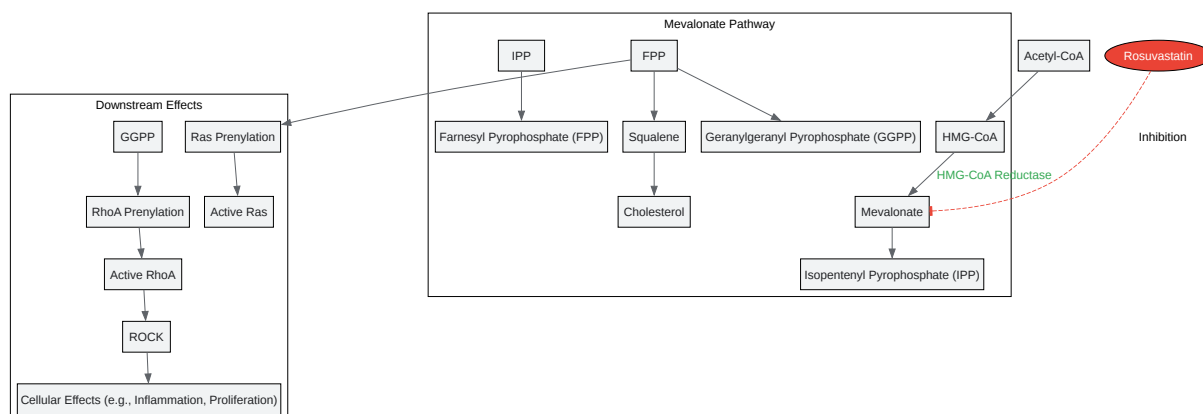 Mevalonate Pathway
IPP
FPP
Acetyl-CoA
Rosuvastatin
Downstream Effects
GGPP
Ras Prenylation
Farnesyl Pyrophosphate (FPP)
Squalene
Geranylgeranyl Pyrophosphate (GGPP)
HMG-CoA
Inhibition
HMG-CoA Reductase
RhoA Prenylation
Active Ras
Cholesterol
Mevalonate
Active RhoA
Isopentenyl Pyrophosphate (IPP)
ROCK
Cellular Effects (e.g., Inflammation, Proliferation)